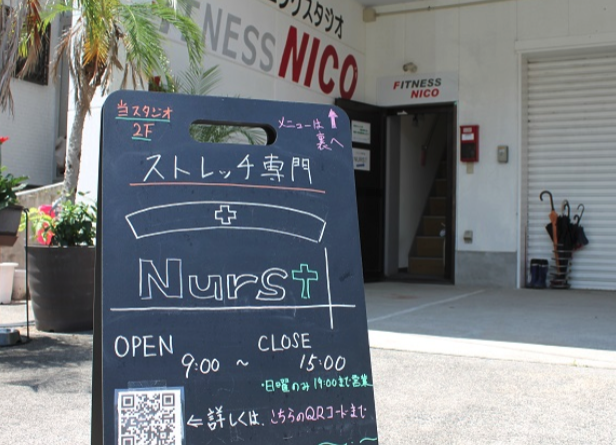 FITNESS NICO
FITNESS
NICO
当スタジオ
2F
メニューは
裏へ
ストレッチ専門
Nurst
OPEN
CLOSE
9:00 ~ 15:00
・日曜のみ 19:00まで営業
←詳しくは、こちらのQRコードまで